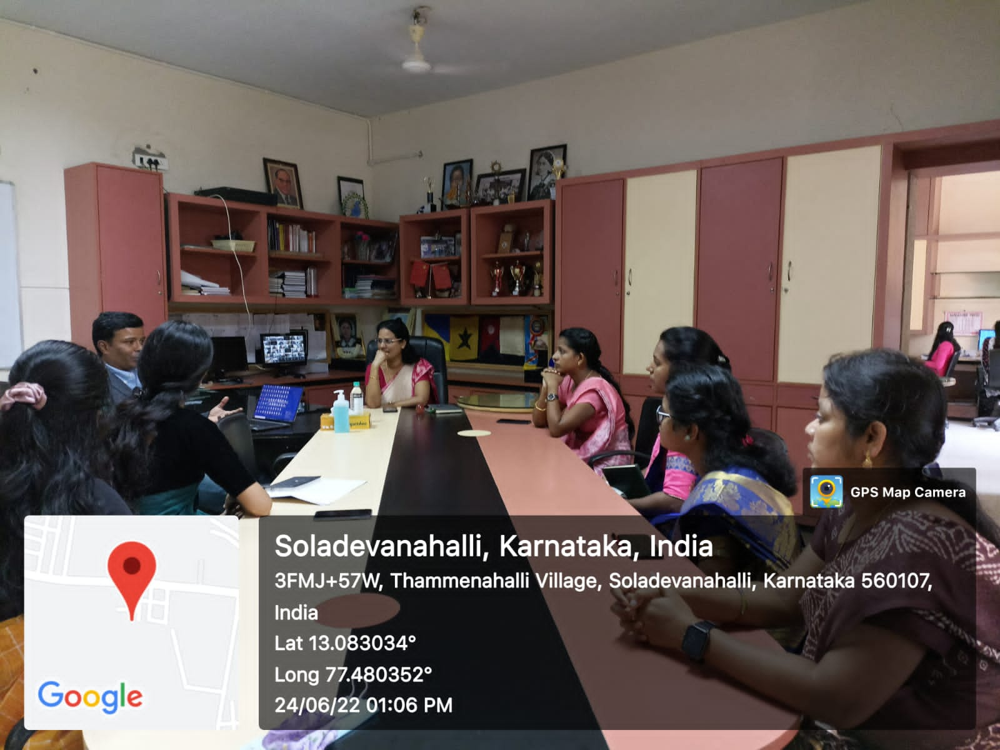 GPS Map Camera
Soladevanahalli, Karnataka, India
3FMJ+57W, Thammenahalli Village, Soladevanahalli, Karnataka 560107,
India
Lat 13.083034°
Long 77.480352°
24/06/22 01:06 PM
Google